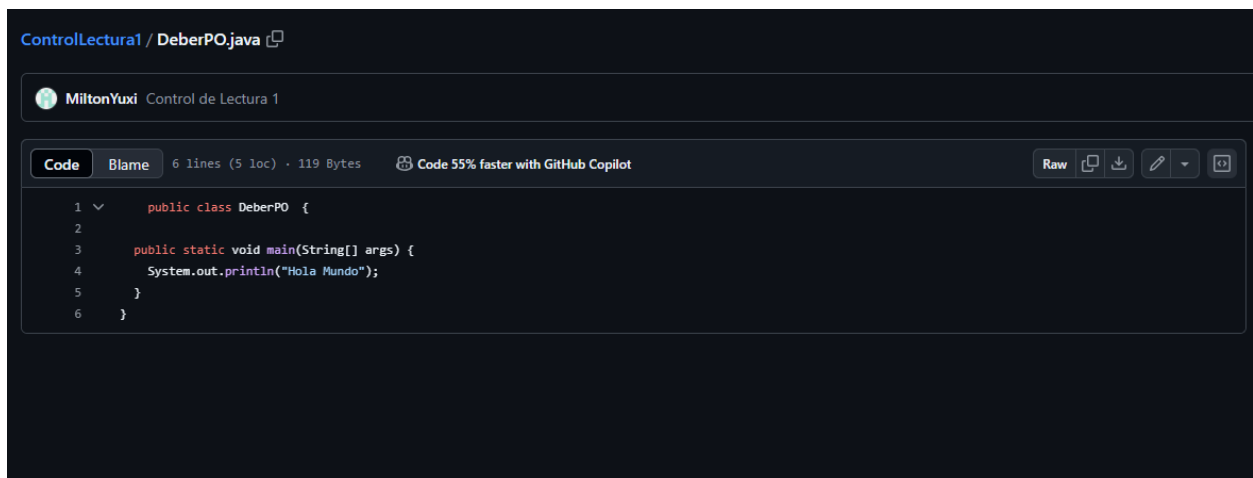 ControlLectura1 / DeberPO.java
MiltonYuxi Control de Lectura 1
Code Blame 6 lines (5 loc) · 119 Bytes Code 55% faster with GitHub Copilot Raw
1 public class DeberPO  {
2
3 public static void main(String[] args) {
4 System.out.println("Hola Mundo");
5 }
6 }